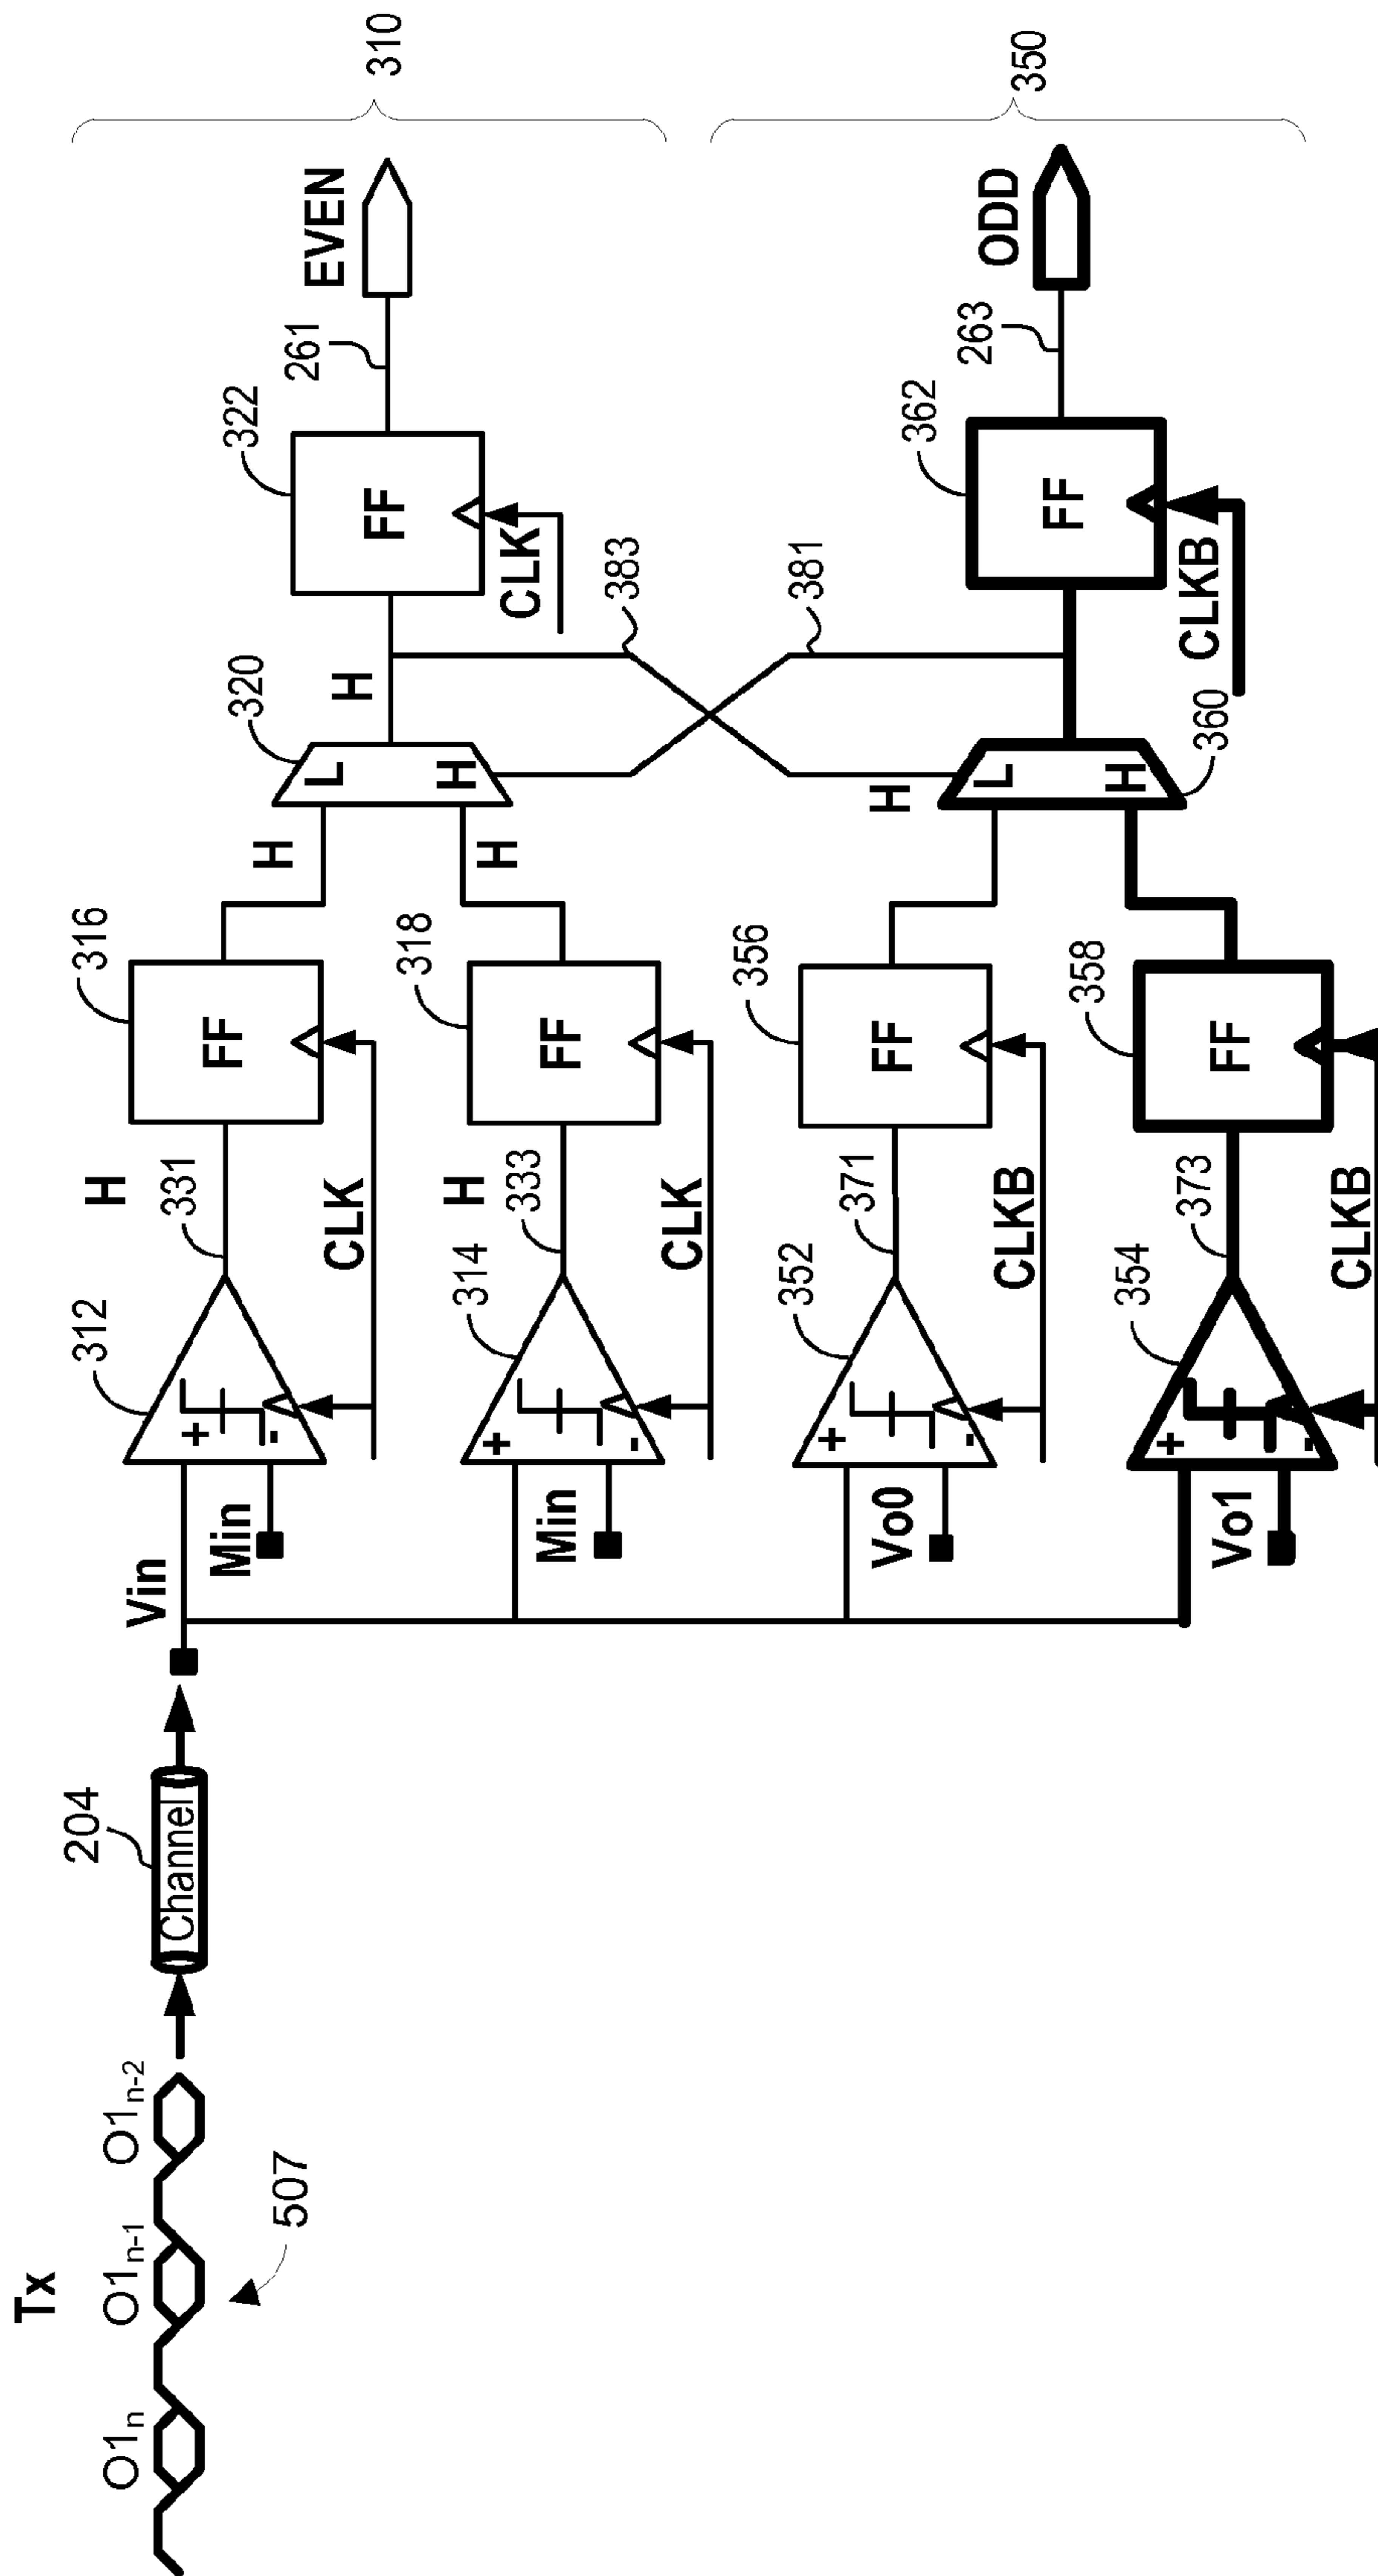 Tx
O1n
O1n-1
O1n-2
507
204
Channel
Vin
Min
312
+
-
331
H
CLK
316
FF
H
320
L
H
H
322
FF
CLK
261
EVEN
310
Min
314
+
-
333
H
CLK
318
FF
H
383
381
Vo0
352
+
-
371
CLKB
356
FF
H
L
H
360
362
FF
CLKB
263
ODD
350
Vo1
354
+
-
373
CLKB
358
FF